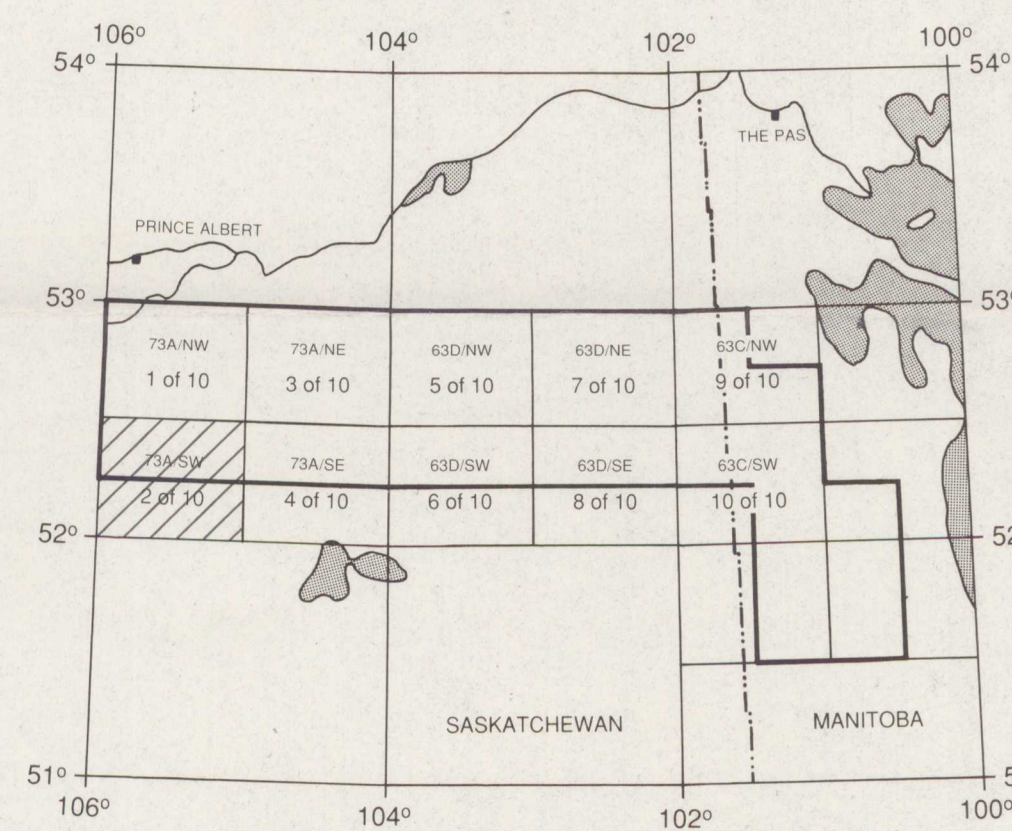 106° 104° 102° 100°
54° 54°
THE PAS
PRINCE ALBERT
53° 53°
73A/NW 73A/NE 63D/NW 63D/NE 63C/NW
1 of 10 3 of 10 5 of 10 7 of 10 9 of 10
73A/SW 73A/SE 63D/SW 63D/SE 63C/SW
2 of 10 4 of 10 6 of 10 8 of 10 10 of 10
52° 52
SASKATCHEWAN MANITOBA
51° 5
106° 104° 102° 100°